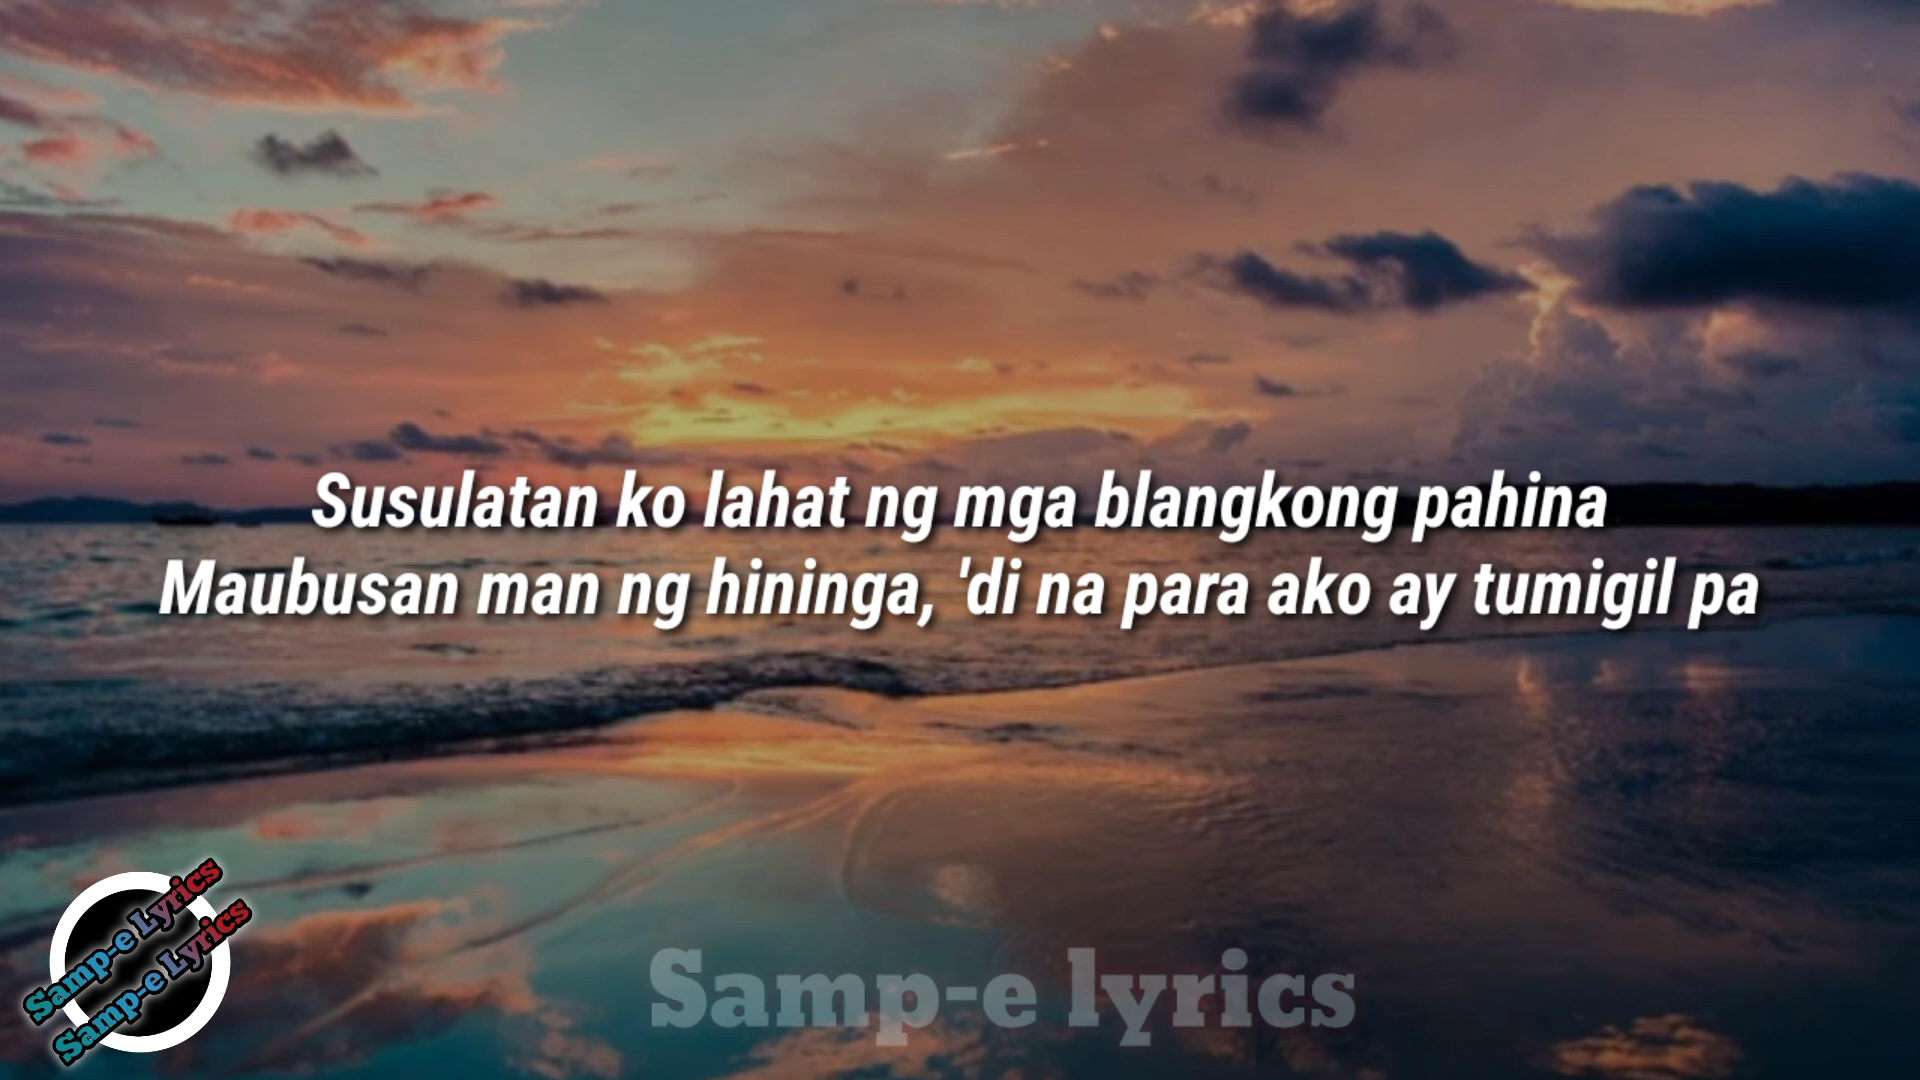 Susulatan ko lahat ng mga blangkong pahina
Maubusan man ng hininga, 'di na para ako ay tumigil pa
Samp-e Lyrics
Samp-e Lyrics
Samp-e lyrics